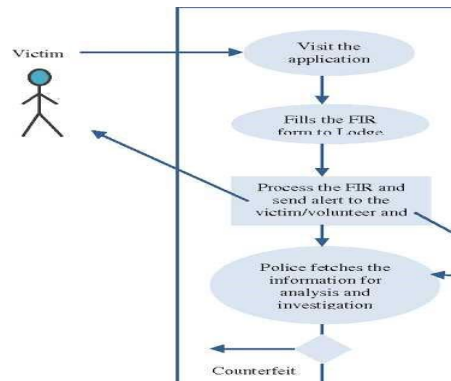 Victim
Visit the
application
Fills the FIR
form to Lodge
Process the FIR and
send alert to the
victim/volunteer and
Police fetches the
information for
analysis and
investigation
Counterfeit